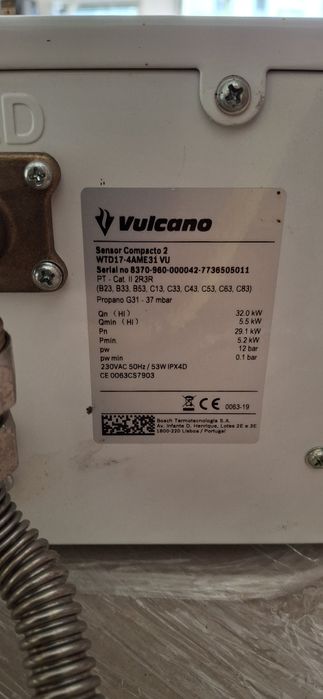 D
Vulcano
Sensor Compacto 2
WTD17-4AME31 VU
Serial no 8370-960-000042-7736505011
PT - Cat. II 2R3R
(B23, B33, B53, C13, C33, C43, C53, C63, C83)
Propano G31 - 37 mbar
Qn (Hi) 32.0 kW
Qmin (Hi) 5.5 kW
Pn 29.1 kW
Pmin 5.2 kW
pw 12 bar
pw min 0.1 bar
230VAC 50Hz / 53W IPX4D
CE 0063CS7903
CE 0063-19
Bosch Termotecnologia S.A.
Av. Infante D. Henrique, Lotes 2E e 3E
1800-220 Lisboa / Portugal